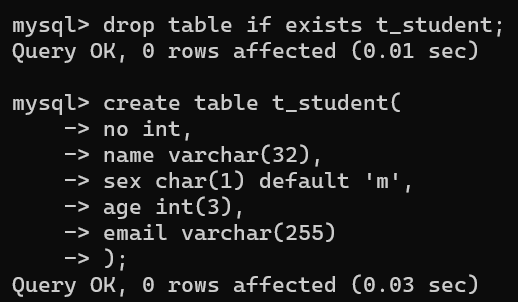 mysql> drop table if exists t_student;
Query OK, 0 rows affected (0.01 sec)
mysql> create table t_student(
    -> no int,
    -> name varchar(32),
    -> sex char(1) default 'm',
    -> age int(3),
    -> email varchar(255)
    -> );
Query OK, 0 rows affected (0.03 sec)